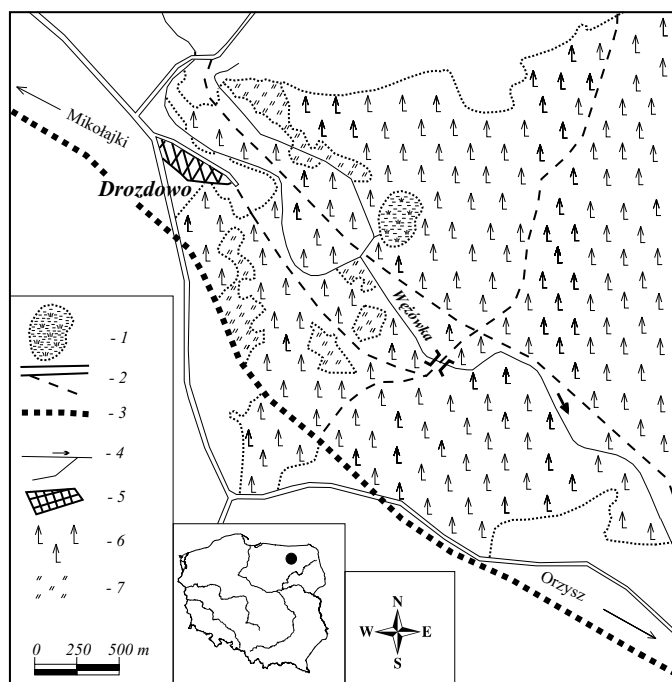 Mikołajki
Drozdowo
Wężówka
- 1
- 2
- 3
- 4
- 5
- 6
- 7
0 250 500 m
N
W E
S
Orzysz